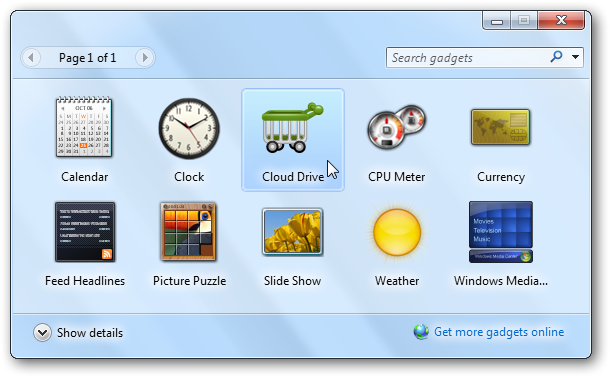 Page 1 of 1
Search gadgets
OCT 06
Calendar
Clock
Cloud Drive
CPU Meter
Currency
Movies
Television
Music
Windows Media Center
Feed Headlines
Picture Puzzle
Slide Show
Weather
Windows Media...
Show details
Get more gadgets online